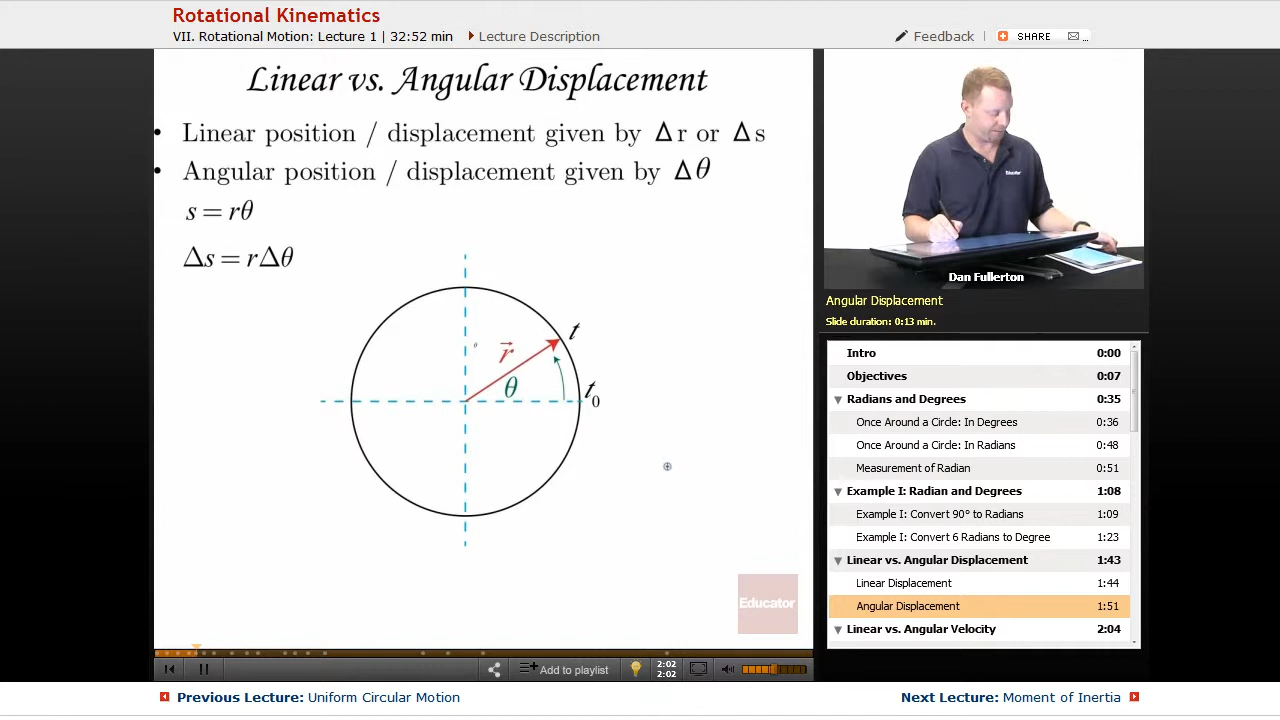 Rotational Kinematics
VII. Rotational Motion: Lecture 1 | 32:52 min
Lecture Description
Feedback
SHARE
Linear vs. Angular Displacement
• Linear position / displacement given by Δr or Δs
• Angular position / displacement given by Δθ
s = rθ
Δs = rΔθ
t
r⃗
θ
t₀
Educator
Educator
Dan Fullerton
Angular Displacement
Slide duration: 0:13 min.
Intro 0:00
Objectives 0:07
Radians and Degrees 0:35
Once Around a Circle: In Degrees 0:36
Once Around a Circle: In Radians 0:48
Measurement of Radian 0:51
Example I: Radian and Degrees 1:08
Example I: Convert 90° to Radians 1:09
Example I: Convert 6 Radians to Degree 1:23
Linear vs. Angular Displacement 1:43
Linear Displacement 1:44
Angular Displacement 1:51
Linear vs. Angular Velocity 2:04
Add to playlist
2:02
2:02
Previous Lecture: Uniform Circular Motion
Next Lecture: Moment of Inertia